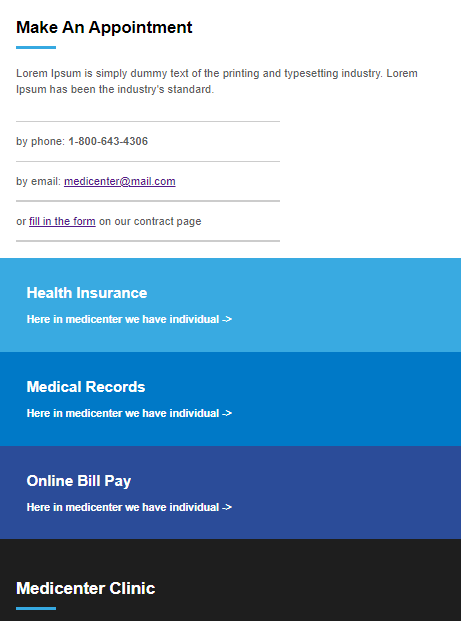 Make An Appointment
Lorem Ipsum is simply dummy text of the printing and typesetting industry. Lorem
Ipsum has been the industry's standard.
by phone: 1-800-643-4306
by email: medicenter@mail.com
or fill in the form on our contract page
Health Insurance
Here in medicenter we have individual ->
Medical Records
Here in medicenter we have individual ->
Online Bill Pay
Here in medicenter we have individual ->
Medicenter Clinic